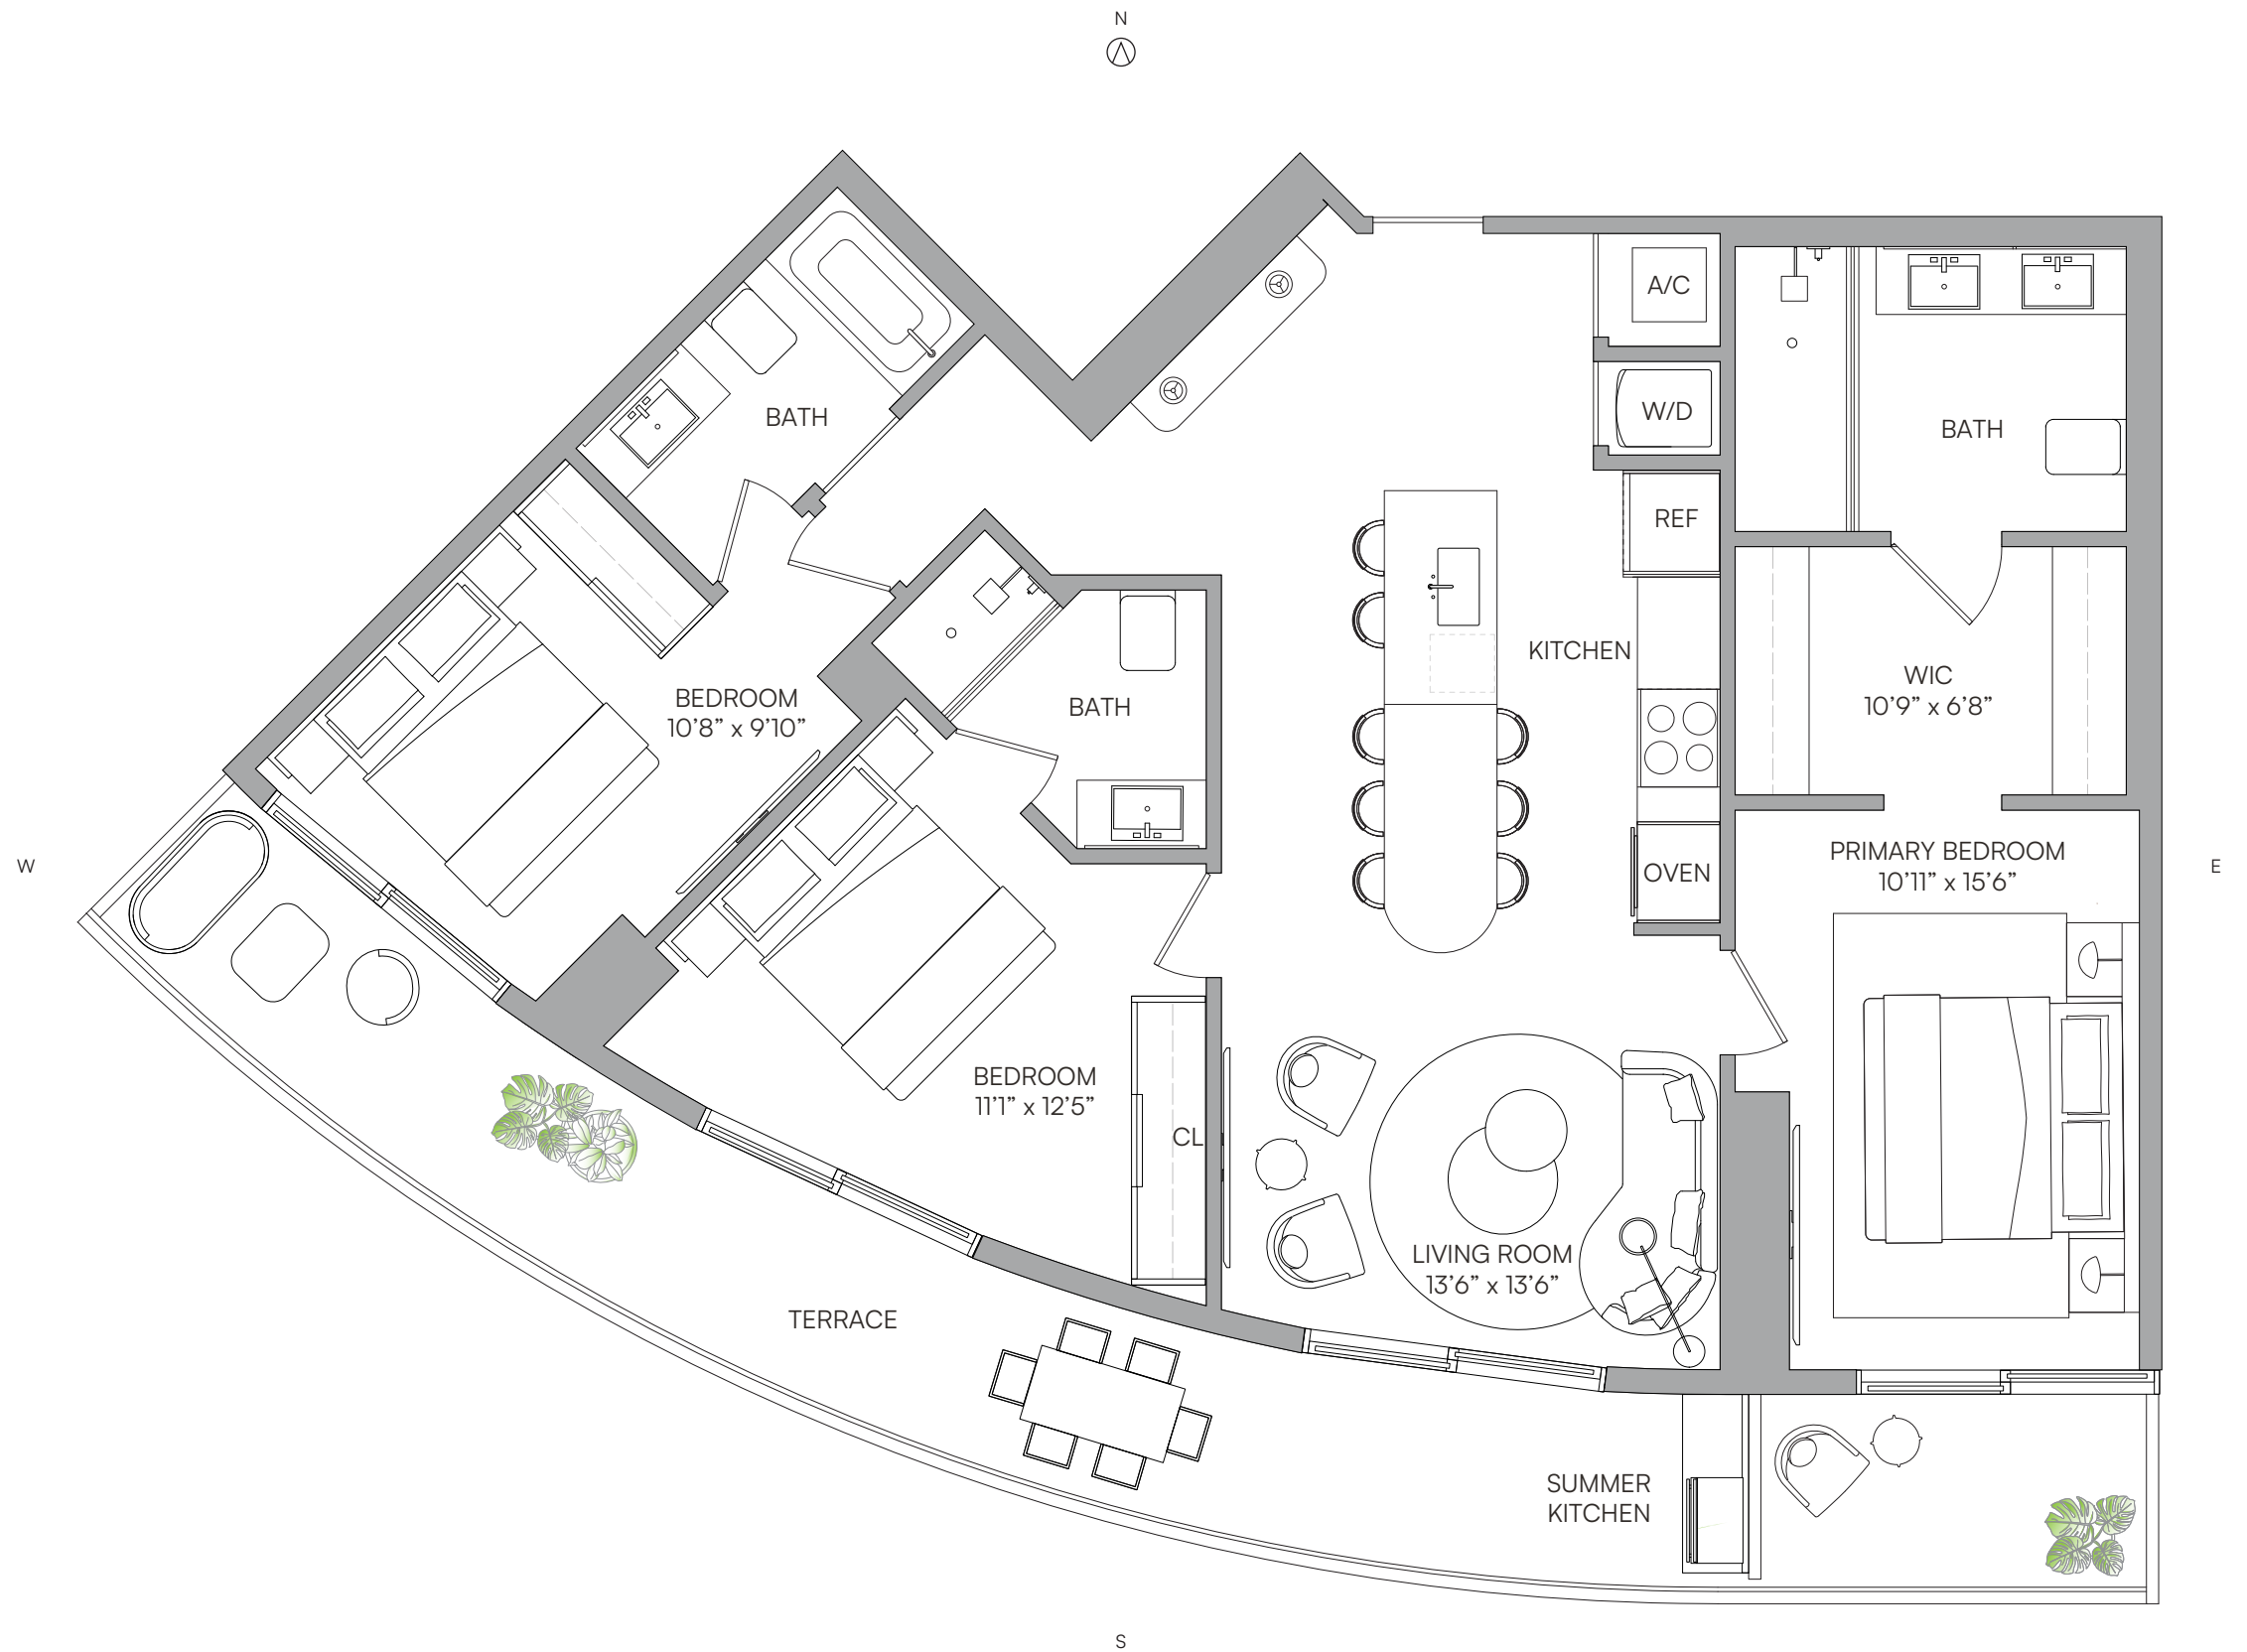 N
A/C
W/D
BATH
BATH
REF
KITCHEN
WIC
10’9” x 6’8”
BEDROOM
10’8” x 9’10”
BATH
W
E
PRIMARY BEDROOM
10’11” x 15’6”
OVEN
BEDROOM
11’1” x 12’5”
CL
LIVING ROOM
13’6” x 13’6”
TERRACE
SUMMER
KITCHEN
S